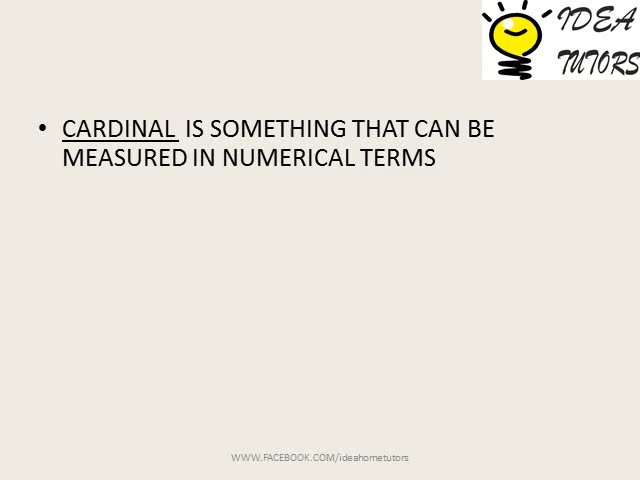 IDEA
TUTORS
• CARDINAL IS SOMETHING THAT CAN BE
MEASURED IN NUMERICAL TERMS
WWW.FACEBOOK.COM/ideahometutors